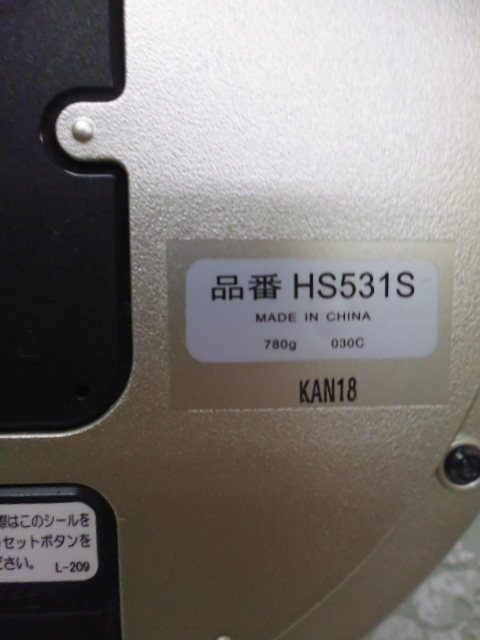 品番 HS531S
MADE IN CHINA
780g 030C
KAN18
際はこのシールを
セットボタンを
ださい。 L-209